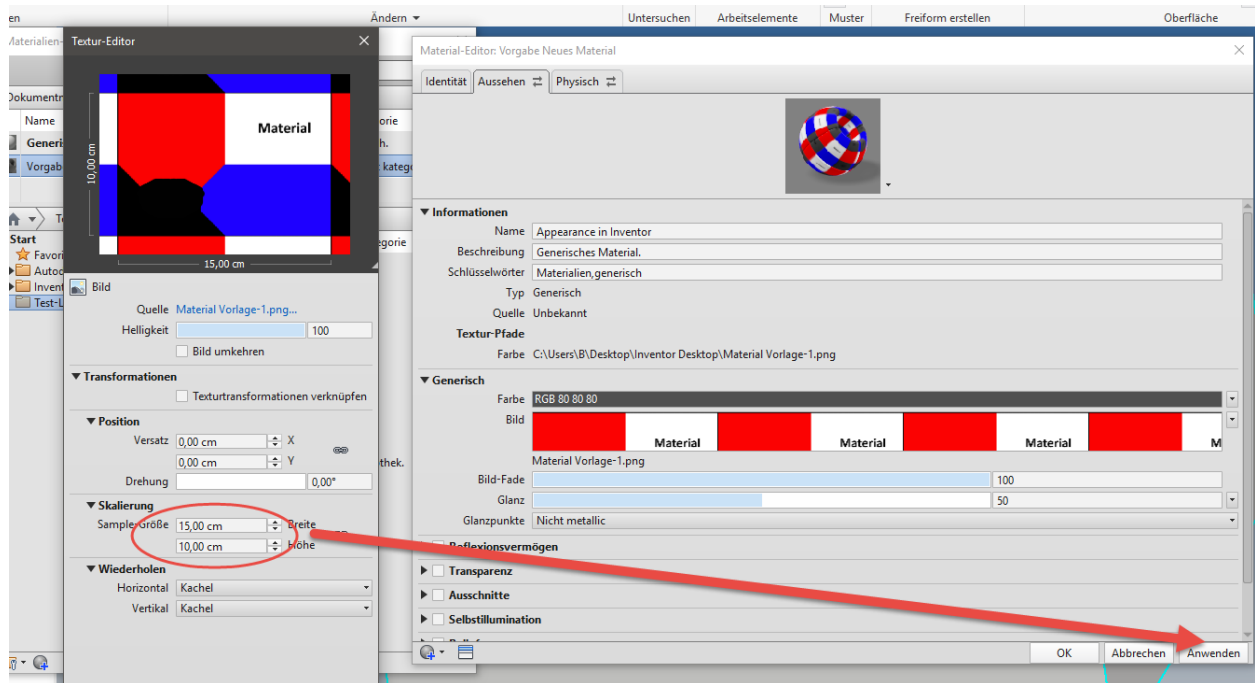 en
Ändern
Untersuchen
Arbeitselemente
Muster
Freiform erstellen
Oberfläche
Materialien-
Dokumentn
Name
orie
Generi
h.
Vorgab
kateg
Te
Start
egorie
Favori
Autod
Invent
Test-L
thek.
Textur-Editor
Material
10,00 cm
15,00 cm
Bild
Quelle Material Vorlage-1.png...
Helligkeit 100
Bild umkehren
Transformationen
Texturtransformationen verknüpfen
Position
Versatz 0,00 cm X
0,00 cm Y
Drehung 0,00°
Skalierung
Sample-Größe 15,00 cm Breite
10,00 cm Höhe
Wiederholen
Horizontal Kachel
Vertikal Kachel
Material-Editor: Vorgabe Neues Material
Identität Aussehen Physisch
Informationen
Name Appearance in Inventor
Beschreibung Generisches Material.
Schlüsselwörter Materialien,generisch
Typ Generisch
Quelle Unbekannt
Textur-Pfade
Farbe C:\Users\B\Desktop\Inventor Desktop\Material Vorlage-1.png
Generisch
Farbe RGB 80 80 80
Bild
Material Material Material M
Material Vorlage-1.png
Bild-Fade 100
Glanz 50
Glanzpunkte Nicht metallic
Reflexionsvermögen
Transparenz
Ausschnitte
Selbstillumination
OK Abbrechen Anwenden